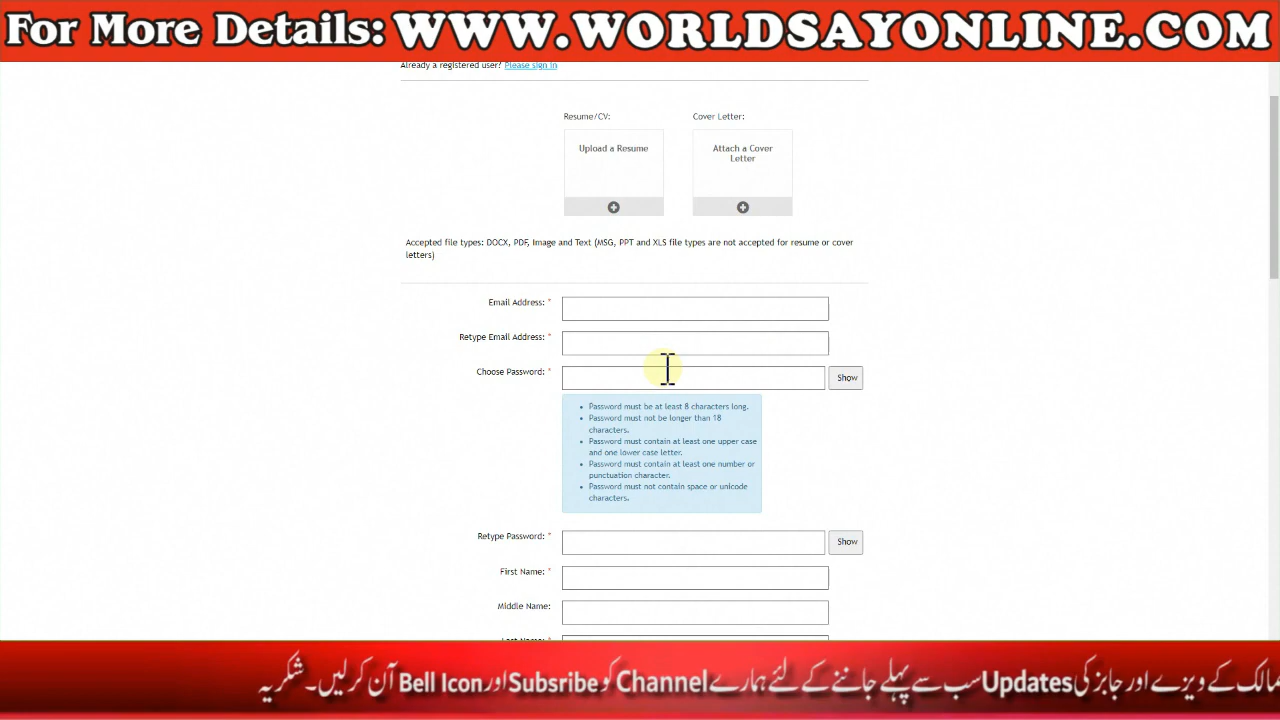 For More Details: WWW.WORLDSAYONLINE.COM
Already a registered user? Please sign in
Resume/CV:
Cover Letter:
Upload a Resume
Attach a Cover
Letter
Accepted file types: DOCX, PDF, Image and Text (MSG, PPT and XLS file types are not accepted for resume or cover
letters)
Email Address: *
Retype Email Address: *
Choose Password: *
Show
Password must be at least 8 characters long.
Password must not be longer than 18
characters.
Password must contain at least one upper case
and one lower case letter.
Password must contain at least one number or
punctuation character.
Password must not contain space or unicode
characters.
Retype Password: *
Show
First Name: *
Middle Name:
Last Name: *
ممالک کے ویزے اور جابز کی Updates سب سے پہلے جاننے کے لئے ہمارے Channel کو Subsribe اور Bell Icon آن کرلیں۔ شکریہ